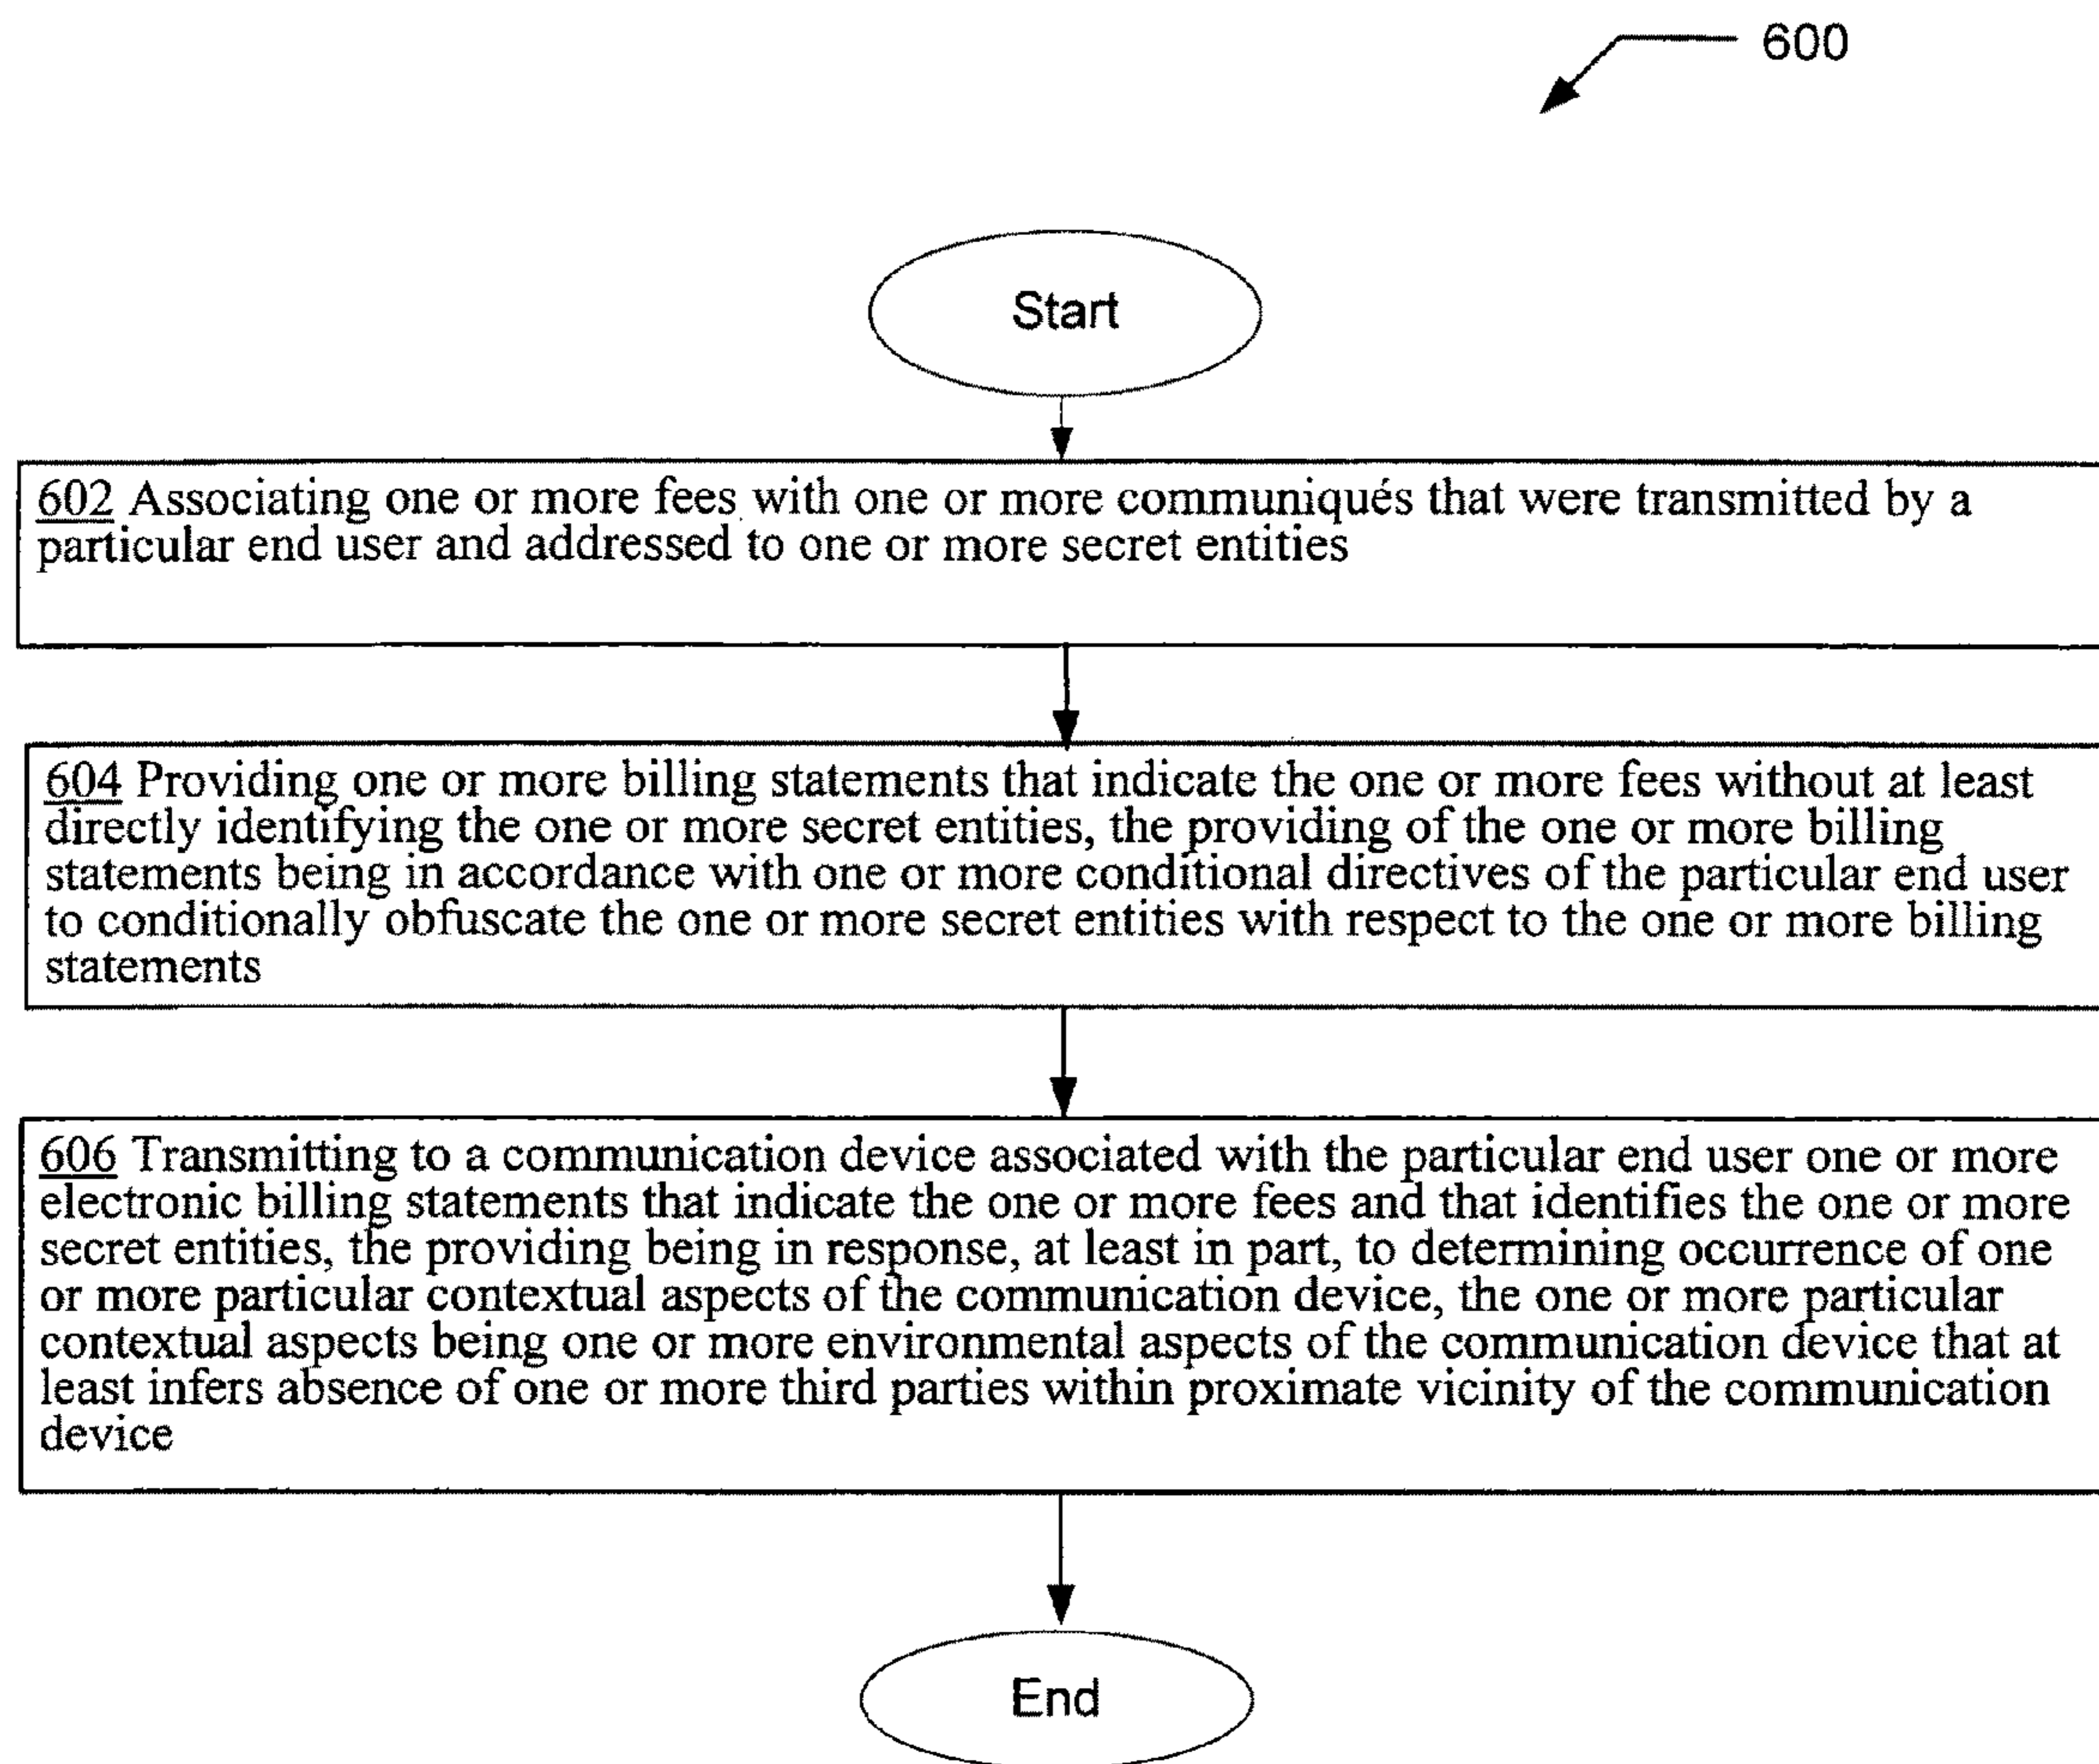 600
Start
602 Associating one or more fees with one or more communiqués that were transmitted by a
particular end user and addressed to one or more secret entities
604 Providing one or more billing statements that indicate the one or more fees without at least
directly identifying the one or more secret entities, the providing of the one or more billing
statements being in accordance with one or more conditional directives of the particular end user
to conditionally obfuscate the one or more secret entities with respect to the one or more billing
statements
606 Transmitting to a communication device associated with the particular end user one or more
electronic billing statements that indicate the one or more fees and that identifies the one or more
secret entities, the providing being in response, at least in part, to determining occurrence of one
or more particular contextual aspects of the communication device, the one or more particular
contextual aspects being one or more environmental aspects of the communication device that at
least infers absence of one or more third parties within proximate vicinity of the communication
device
End